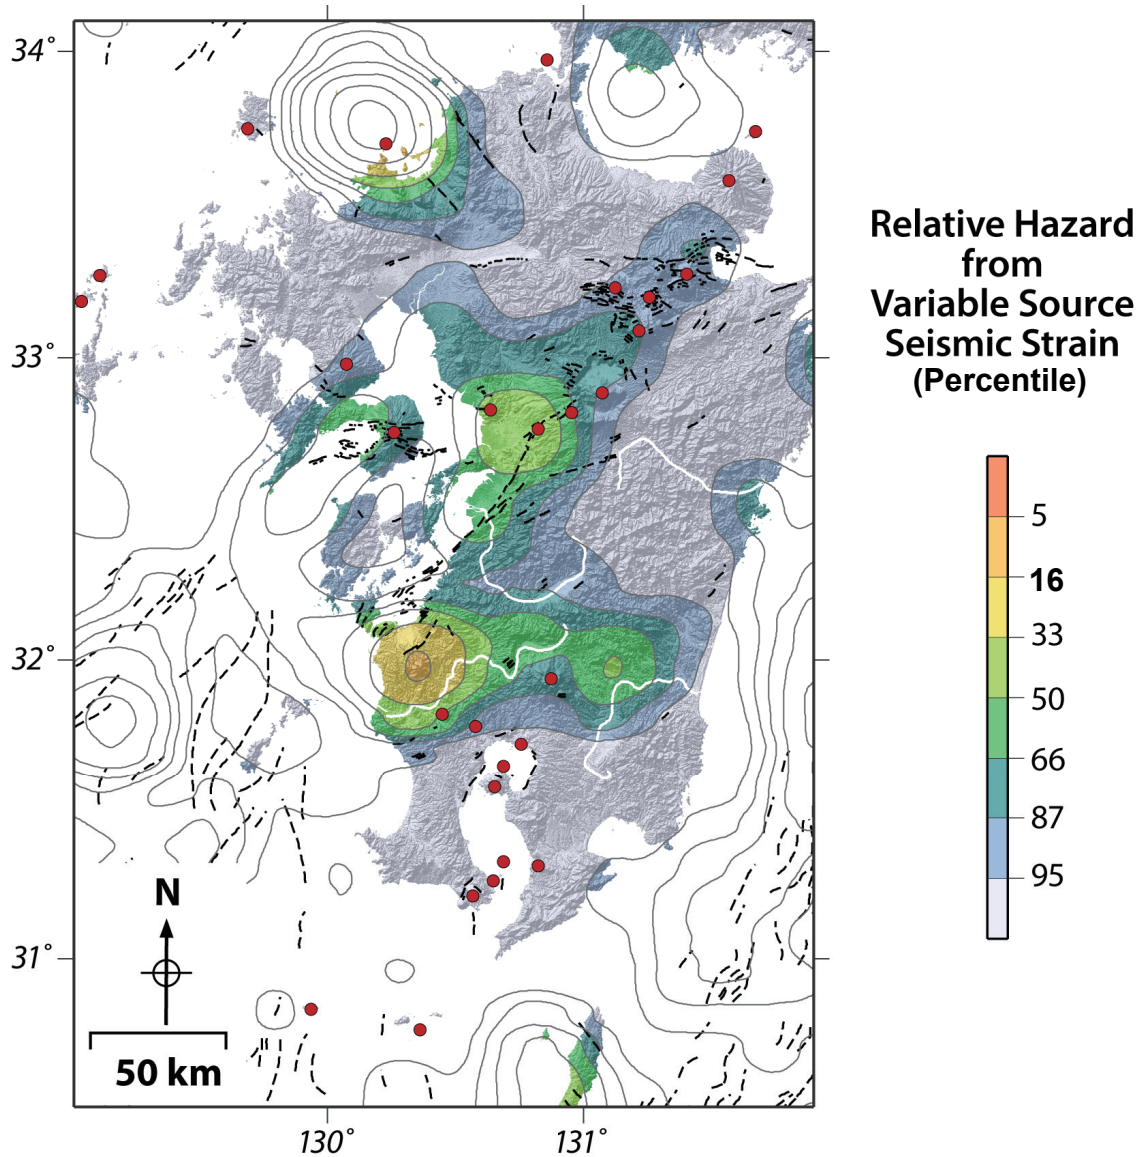 34°
33°
32°
31°
130°
131°
N
50 km
Relative Hazard
from
Variable Source
Seismic Strain
(Percentile)
5
16
33
50
66
87
95